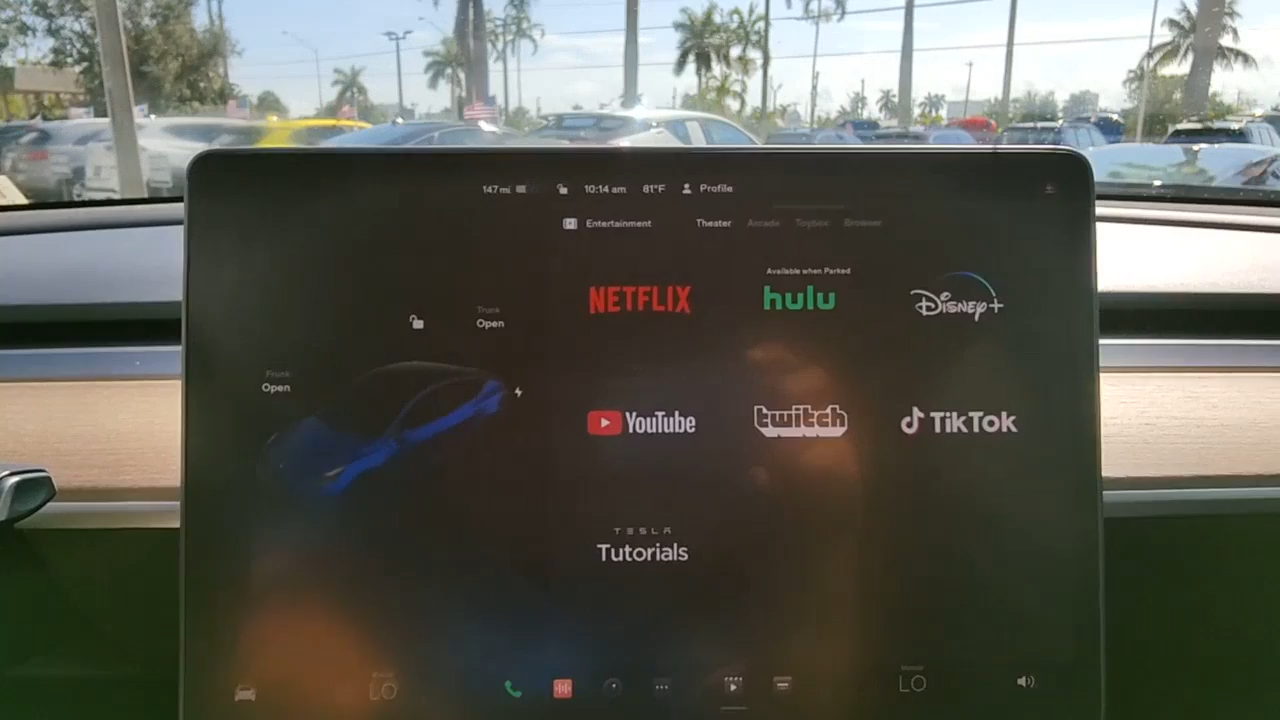 147 mi 10:14 am 81°F Profile
Entertainment Theater Arcade Toybox Browser
Available when Parked
NETFLIX hulu Disney+
Trunk
Open
Frunk
Open
YouTube twitch TikTok
TESLA
Tutorials
Manual
LO
LO